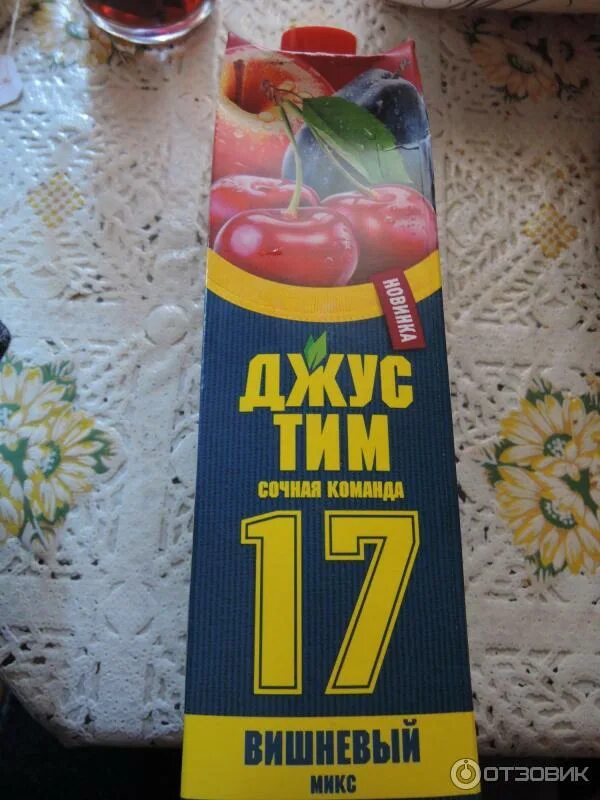 НОВИНКА
ДЖУС
ТИМ
СОЧНАЯ КОМАНДА
17
ВИШНЕВЫЙ
МИКС
ОТЗОВИК